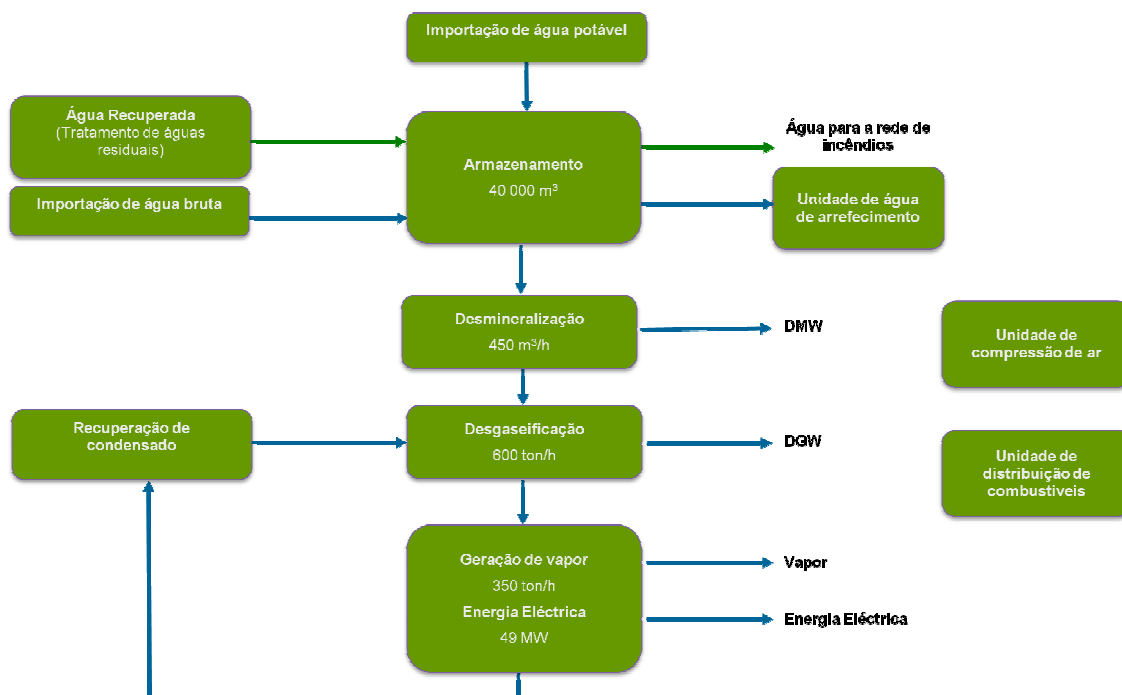 Importação de água potável
Água Recuperada
(Tratamento de águas
residuais)
Importação de água bruta
Armazenamento
40 000 m³
Água para a rede de
incêndios
Unidade de água
de arrefecimento
Desmineralização
450 m³/h
DMW
Unidade de
compressão de ar
Recuperação de
condensado
Desgaseificação
600 ton/h
DGW
Unidade de
distribuição de
combustiveis
Geração de vapor
350 ton/h
Energia Eléctrica
49 MW
Vapor
Energia Eléctrica